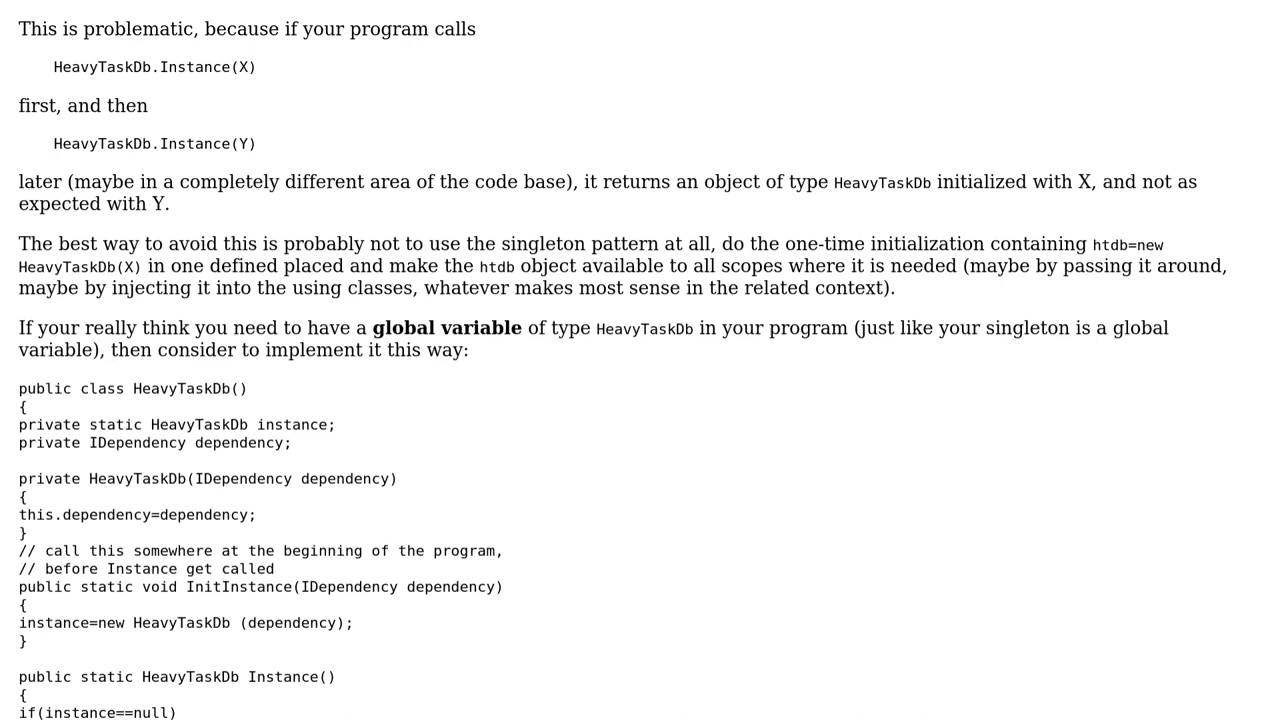 This is problematic, because if your program calls
HeavyTaskDb.Instance(X)
first, and then
HeavyTaskDb.Instance(Y)
later (maybe in a completely different area of the code base), it returns an object of type HeavyTaskDb initialized with X, and not as
expected with Y.
The best way to avoid this is probably not to use the singleton pattern at all, do the one-time initialization containing htdb=new
HeavyTaskDb(X) in one defined placed and make the htdb object available to all scopes where it is needed (maybe by passing it around,
maybe by injecting it into the using classes, whatever makes most sense in the related context).
If your really think you need to have a global variable of type HeavyTaskDb in your program (just like your singleton is a global
variable), then consider to implement it this way:
public class HeavyTaskDb()
{
private static HeavyTaskDb instance;
private IDependency dependency;
private HeavyTaskDb(IDependency dependency)
{
this.dependency=dependency;
}
// call this somewhere at the beginning of the program,
// before Instance get called
public static void InitInstance(IDependency dependency)
{
instance=new HeavyTaskDb (dependency);
}
public static HeavyTaskDb Instance()
{
if(instance==null)